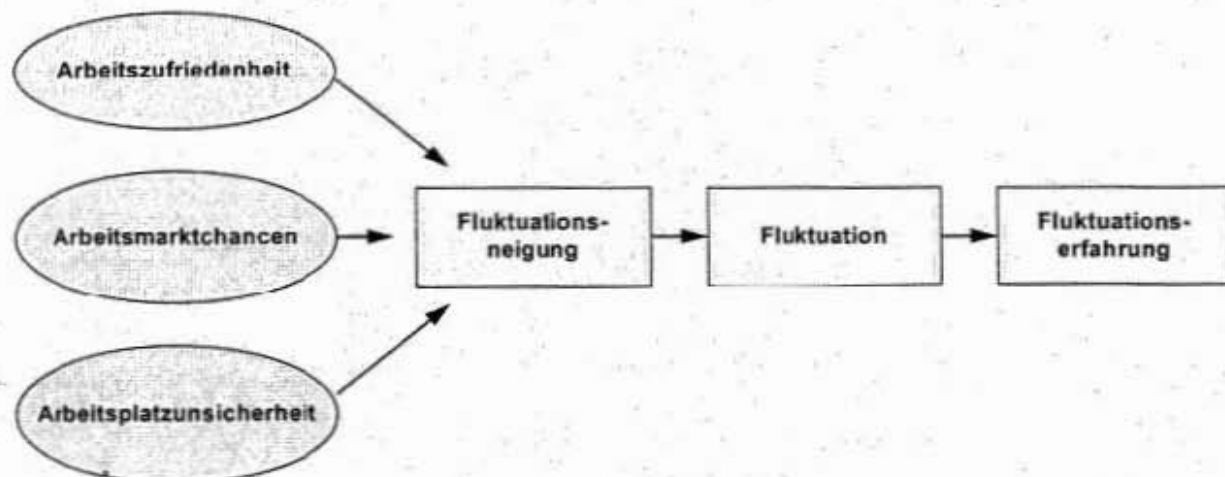 Arbeitszufriedenheit
Arbeitsmarktchancen
Arbeitsplatzunsicherheit
Fluktuations-
neigung
Fluktuation
Fluktuations-
erfahrung